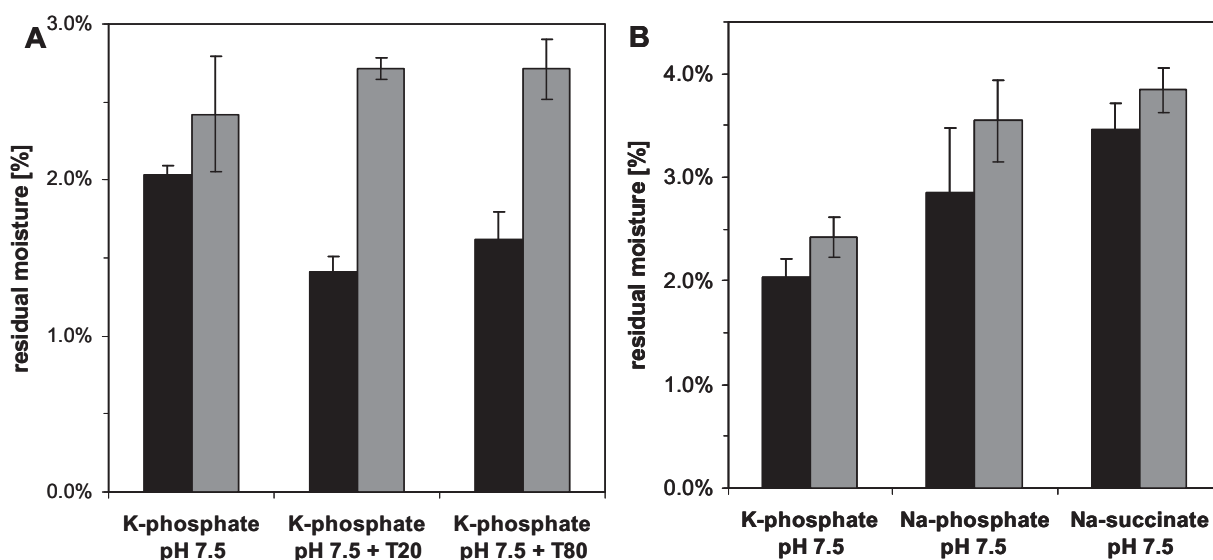 A
residual moisture [%]
3.0%
2.0%
1.0%
0.0%
K-phosphate
pH 7.5
K-phosphate
pH 7.5 + T20
K-phosphate
pH 7.5 + T80
B
residual moisture [%]
4.0%
3.0%
2.0%
1.0%
0.0%
K-phosphate
pH 7.5
Na-phosphate
pH 7.5
Na-succinate
pH 7.5